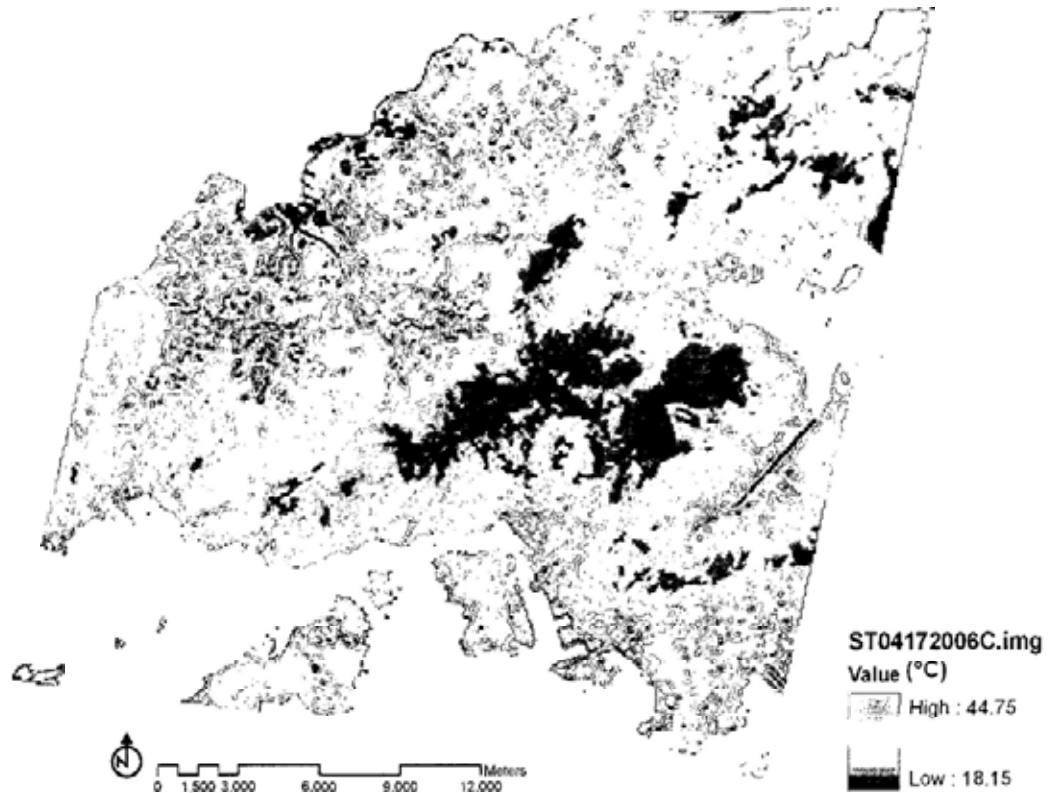 ST04172006C.img
Value (°C)
High : 44.75
Low : 18.15
N
Meters
0 1,500 3,000 6,000 9,000 12,000